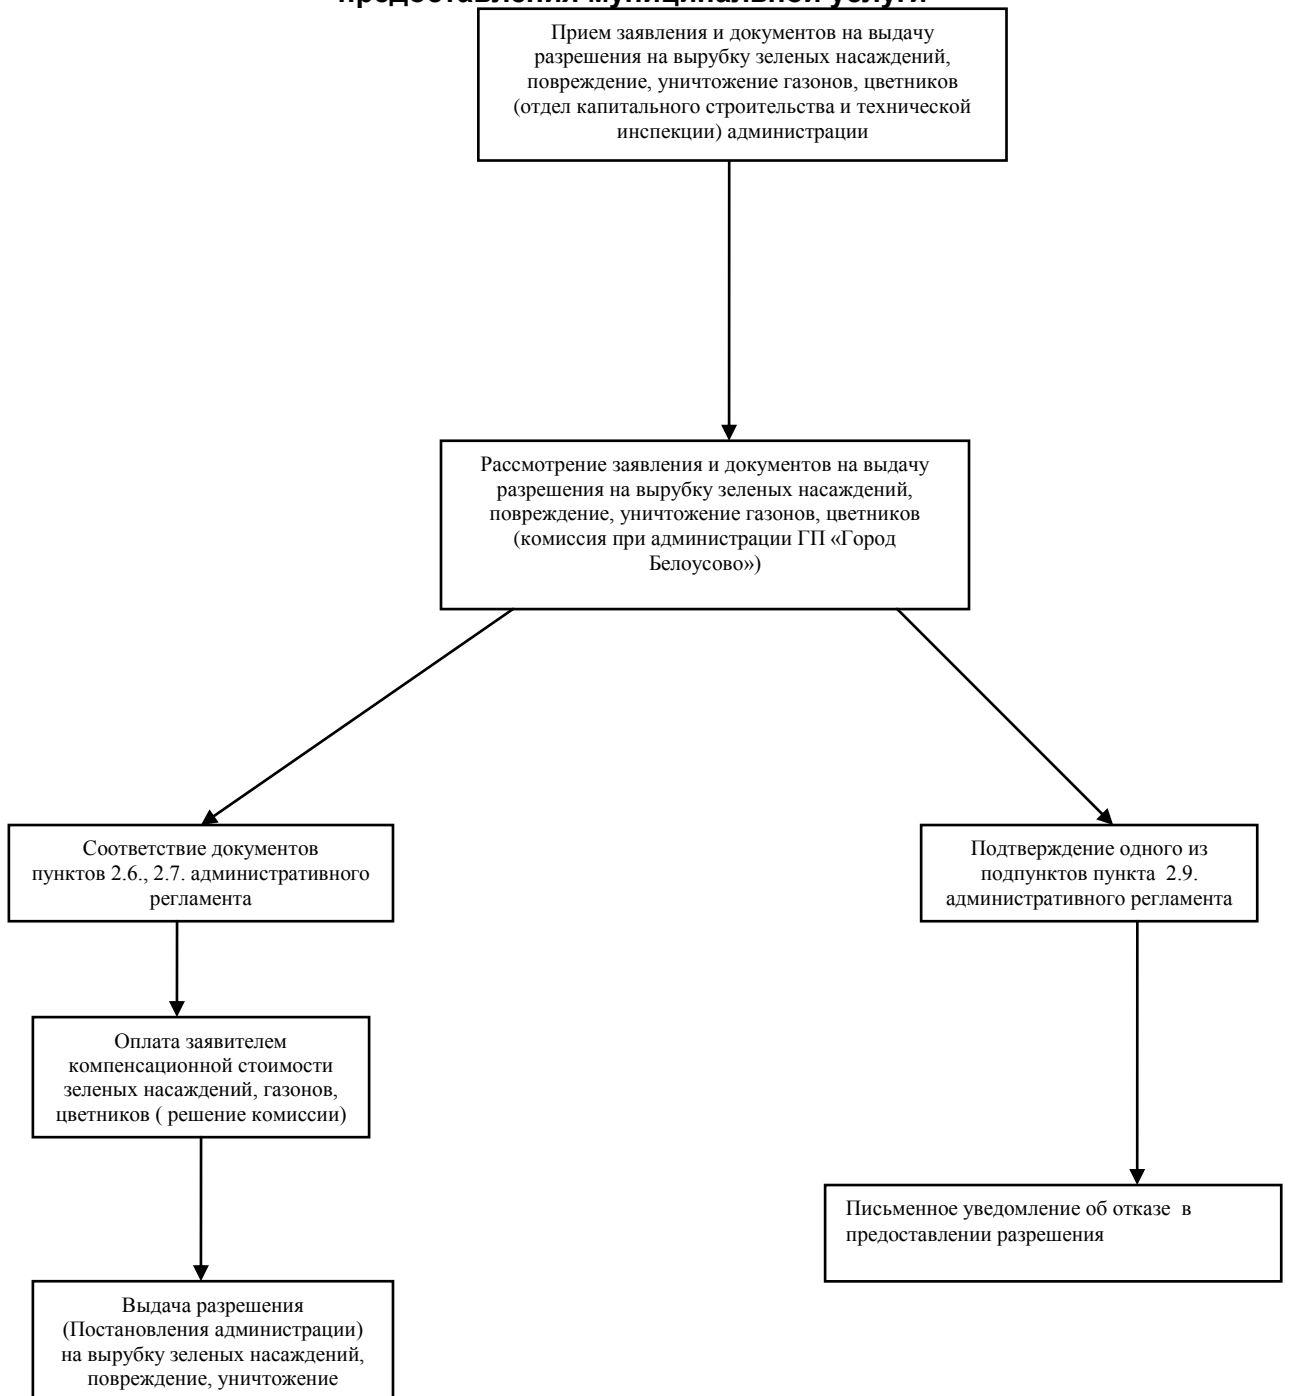 предоставления муниципальной услуги
Прием заявления и документов на выдачу
разрешения на вырубку зеленых насаждений,
повреждение, уничтожение газонов, цветников
(отдел капитального строительства и технической
инспекции) администрации
Рассмотрение заявления и документов на выдачу
разрешения на вырубку зеленых насаждений,
повреждение, уничтожение газонов, цветников
(комиссия при администрации ГП «Город
Белоусово»)
Соответствие документов
пунктов 2.6., 2.7. административного
регламента
Подтверждение одного из
подпунктов пункта  2.9.
административного регламента
Оплата заявителем
компенсационной стоимости
зеленых насаждений, газонов,
цветников ( решение комиссии)
Письменное уведомление об отказе  в
предоставлении разрешения
Выдача разрешения
(Постановления администрации)
на вырубку зеленых насаждений,
повреждение, уничтожение